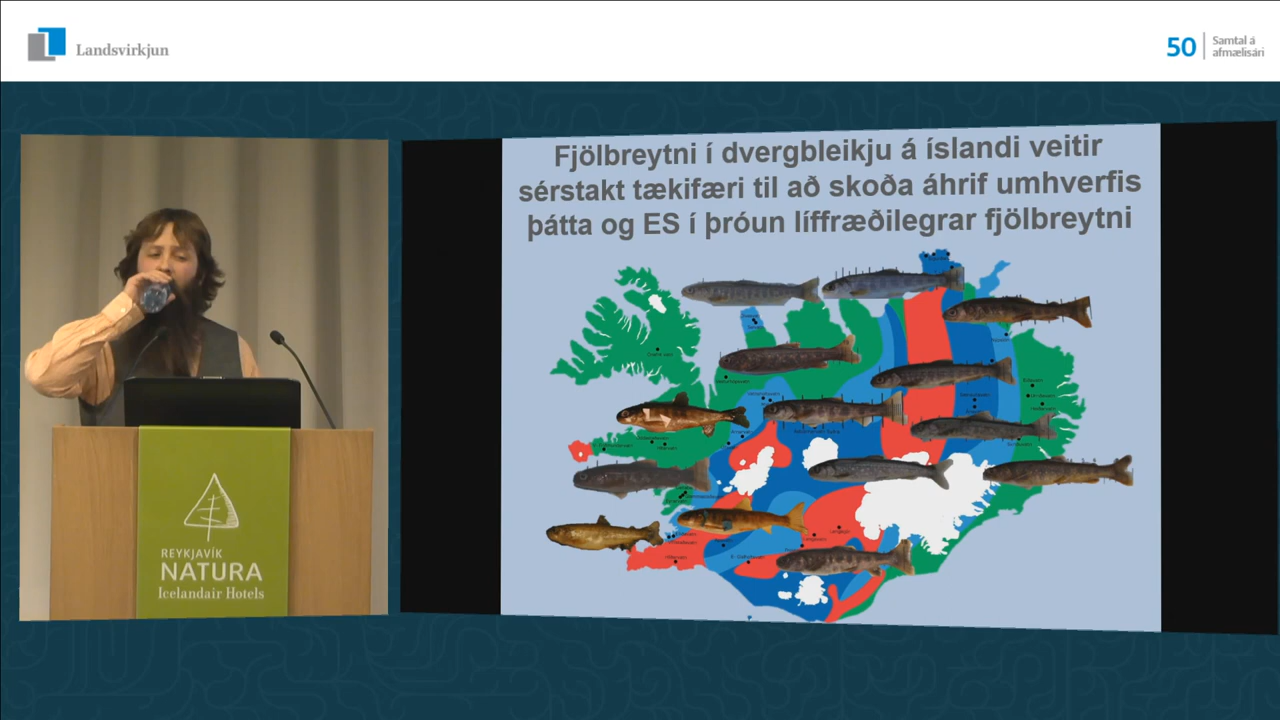 Landsvirkjun
50
Samtal á
afmælisári
Fjölbreytni í dvergbleikju á íslandi veitir
sérstakt tækifæri til að skoða áhrif umhverfis
þátta og ES í þróun líffræðilegrar fjölbreytni
REYKJAVÍK
NATURA
Icelandair Hotels